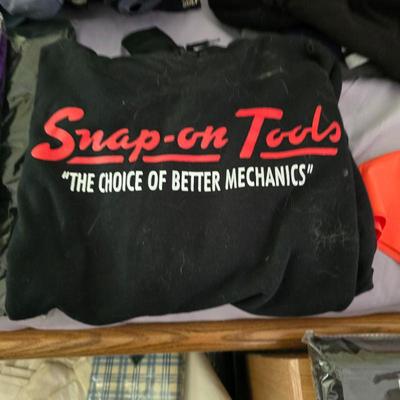 Snap-on Tools
"THE CHOICE OF BETTER MECHANICS"